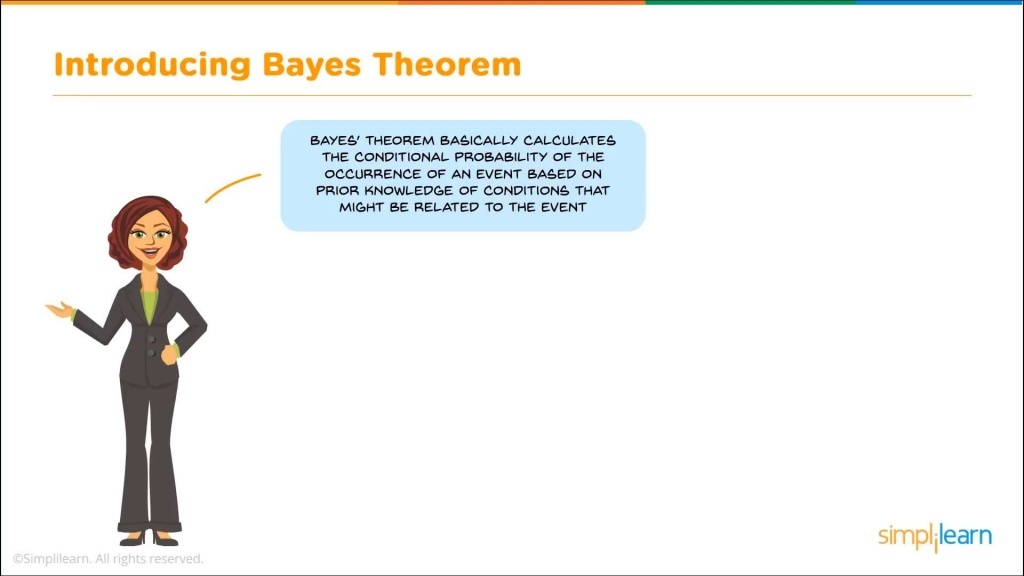 Introducing Bayes Theorem
BAYES' THEOREM BASICALLY CALCULATES
THE CONDITIONAL PROBABILITY OF THE
OCCURRENCE OF AN EVENT BASED ON
PRIOR KNOWLEDGE OF CONDITIONS THAT
MIGHT BE RELATED TO THE EVENT
simplilearn
©Simplilearn. All rights reserved.